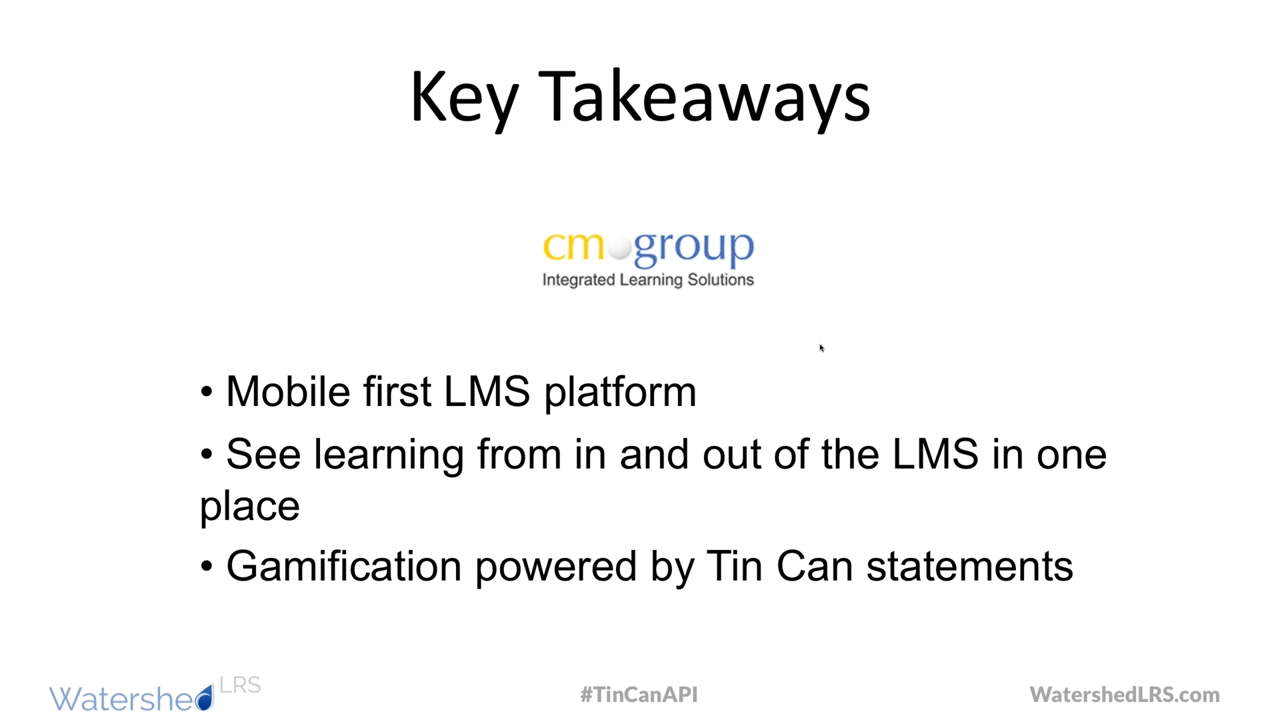 Key Takeaways
cm group
Integrated Learning Solutions
• Mobile first LMS platform
• See learning from in and out of the LMS in one
place
• Gamification powered by Tin Can statements
Watershed LRS
#TinCanAPI
WatershedLRS.com